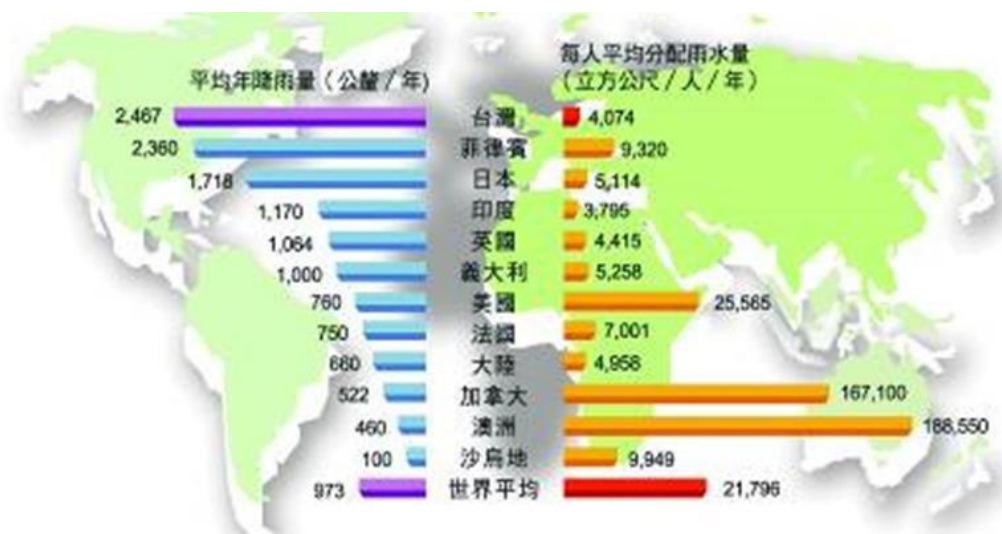 平均年降雨量（公釐／年）
每人平均分配雨水量
（立方公尺／人／年）
2,467 台灣 4,074
2,360 菲律賓 9,320
1,718 日本 5,114
1,170 印度 3,795
1,064 英國 4,415
1,000 義大利 5,258
760 美國 25,565
750 法國 7,001
660 大陸 4,958
522 加拿大 167,100
460 澳洲 188,550
100 沙烏地 9,949
973 世界平均 21,796